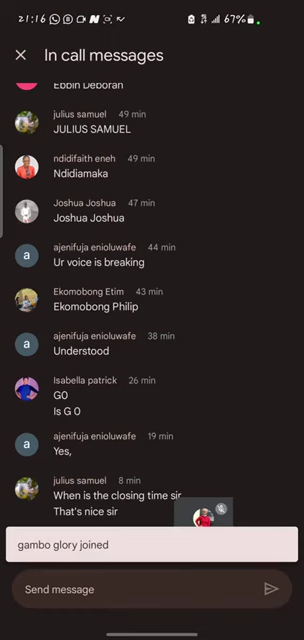 21:16
67%
In call messages
Ebbin Deborah
julius samuel 49 min
JULIUS SAMUEL
ndidifaith eneh 49 min
Ndidiamaka
Joshua Joshua 47 min
Joshua Joshua
ajenifuja enioluwafe 44 min
Ur voice is breaking
Ekomobong Etim 43 min
Ekomobong Philip
ajenifuja enioluwafe 38 min
Understood
Isabella patrick 26 min
G0
Is G 0
ajenifuja enioluwafe 19 min
Yes,
julius samuel 8 min
When is the closing time sir
That's nice sir
gambo glory joined
Send message